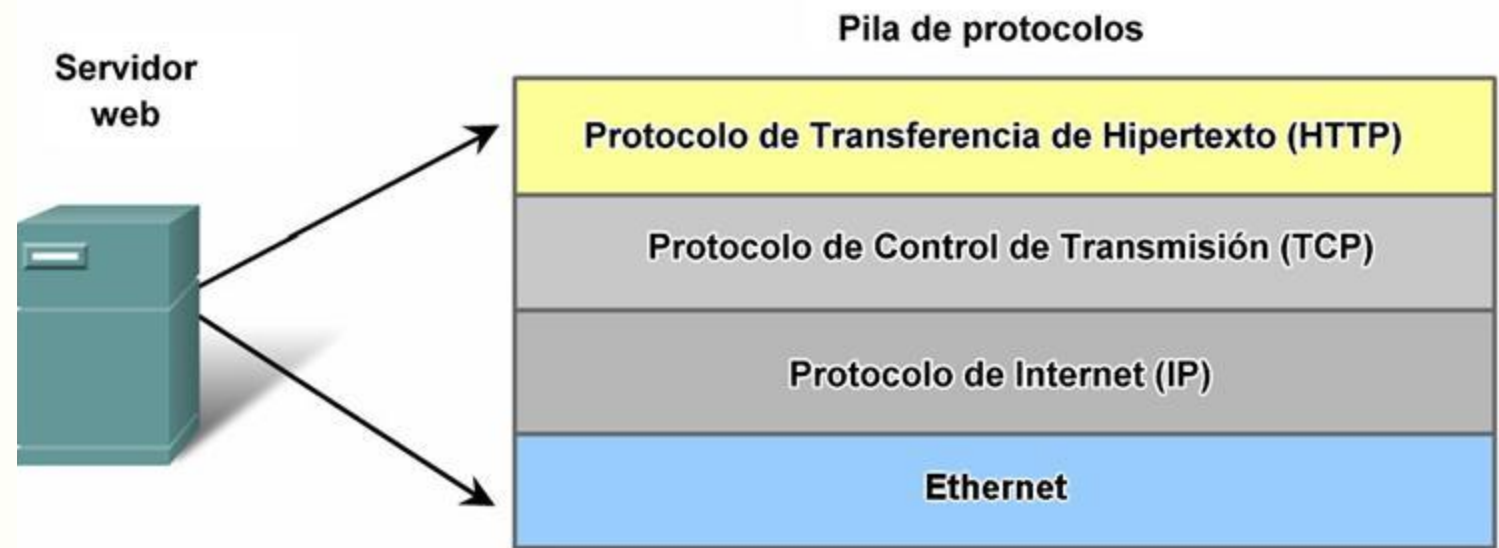 Pila de protocolos
Servidor
web
Protocolo de Transferencia de Hipertexto (HTTP)
Protocolo de Control de Transmisión (TCP)
Protocolo de Internet (IP)
Ethernet